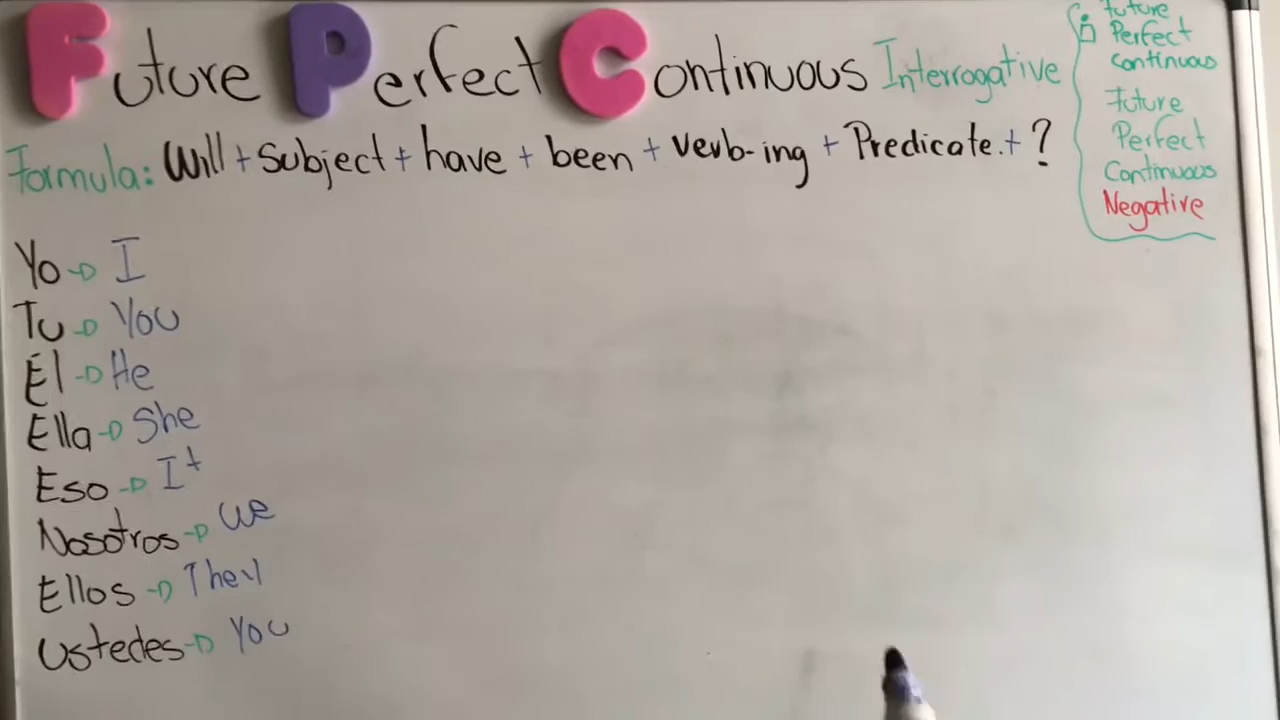 Future Perfect Continuous Interrogative
Formula: Will + Subject + have + been + verb-ing + Predicate. + ?
Yo → I
Tu → You
Él → He
Ella → She
Eso → It
Nosotros → We
Ellos → They
Ustedes → You
Future
Perfect
continuous
Future
Perfect
Continuous
Negative